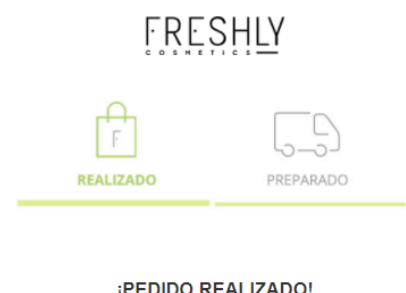 FRESHLY
COSMETICS
F
REALIZADO
PREPARADO
¡PEDIDO REALIZADO!